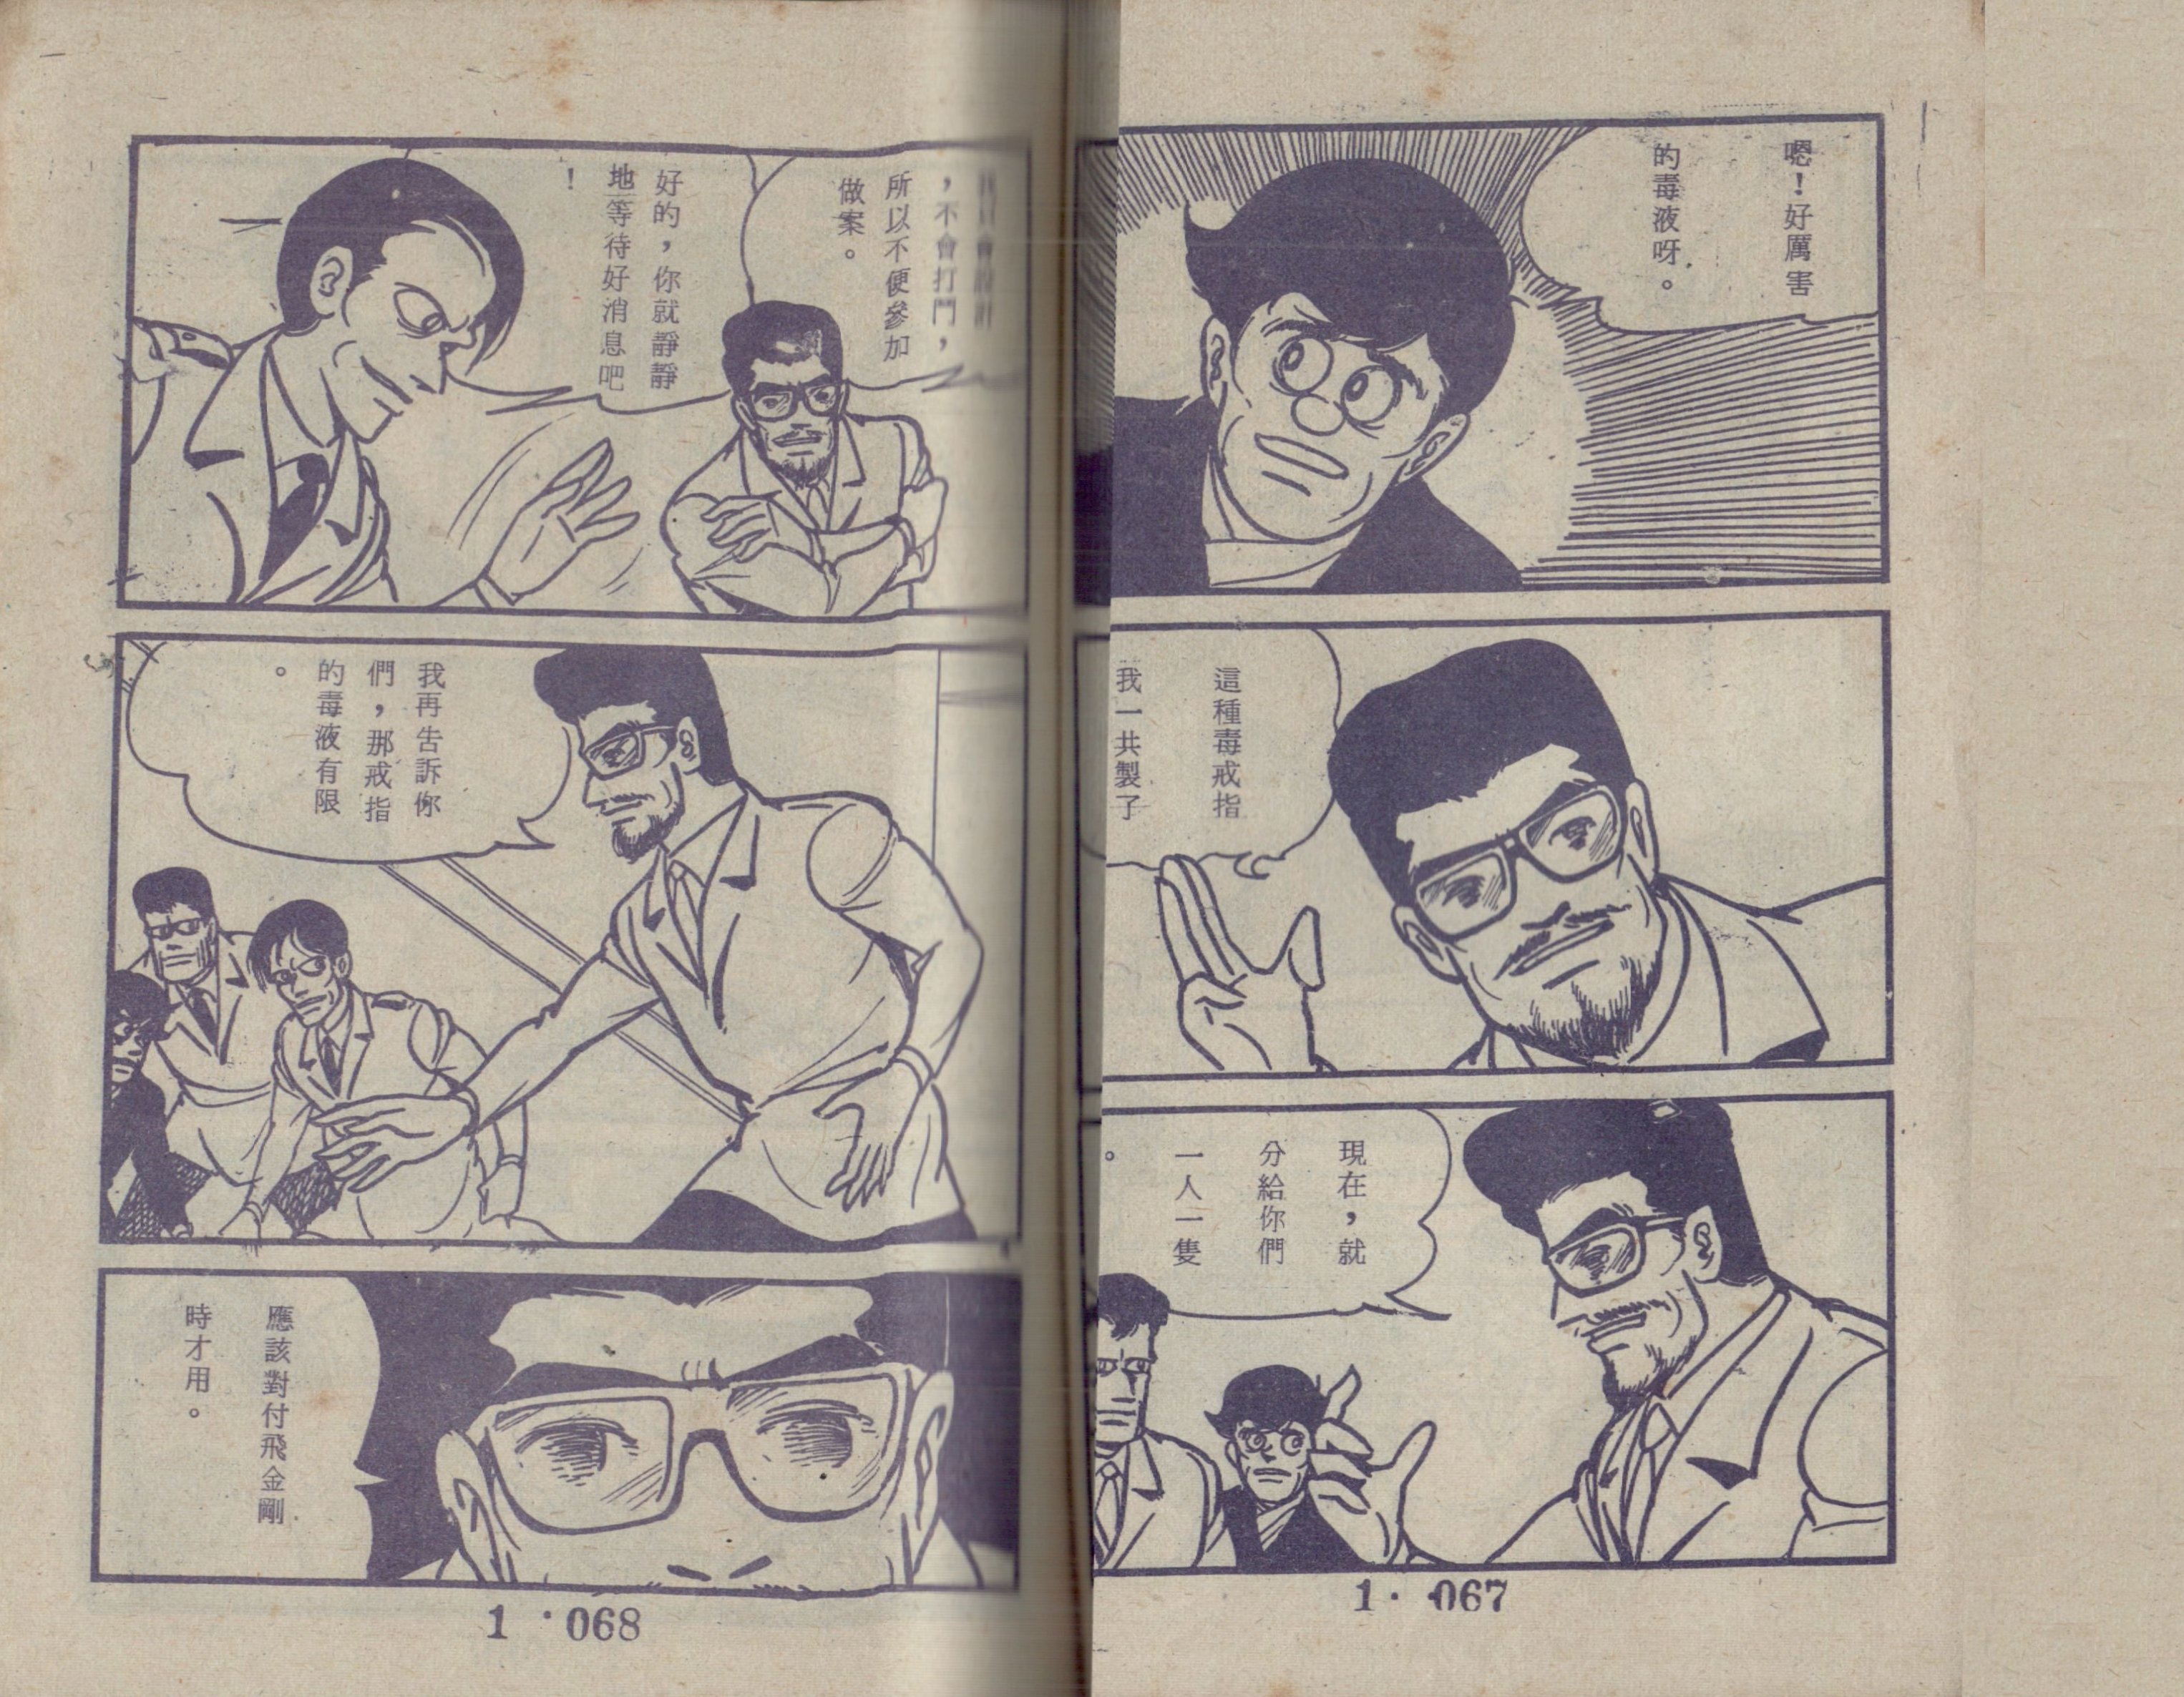 嗯！好厲害
的毒液呀。
這種毒戒指
我一共製了
現在，就
分給你們
一人一隻
。
1．067
，不會打鬥，
所以不便參加
做案。
好的，你就靜靜
地等待好消息吧
！
我再告訴你
們，那戒指
的毒液有限
。
應該對付飛金剛
時才用。
1．068